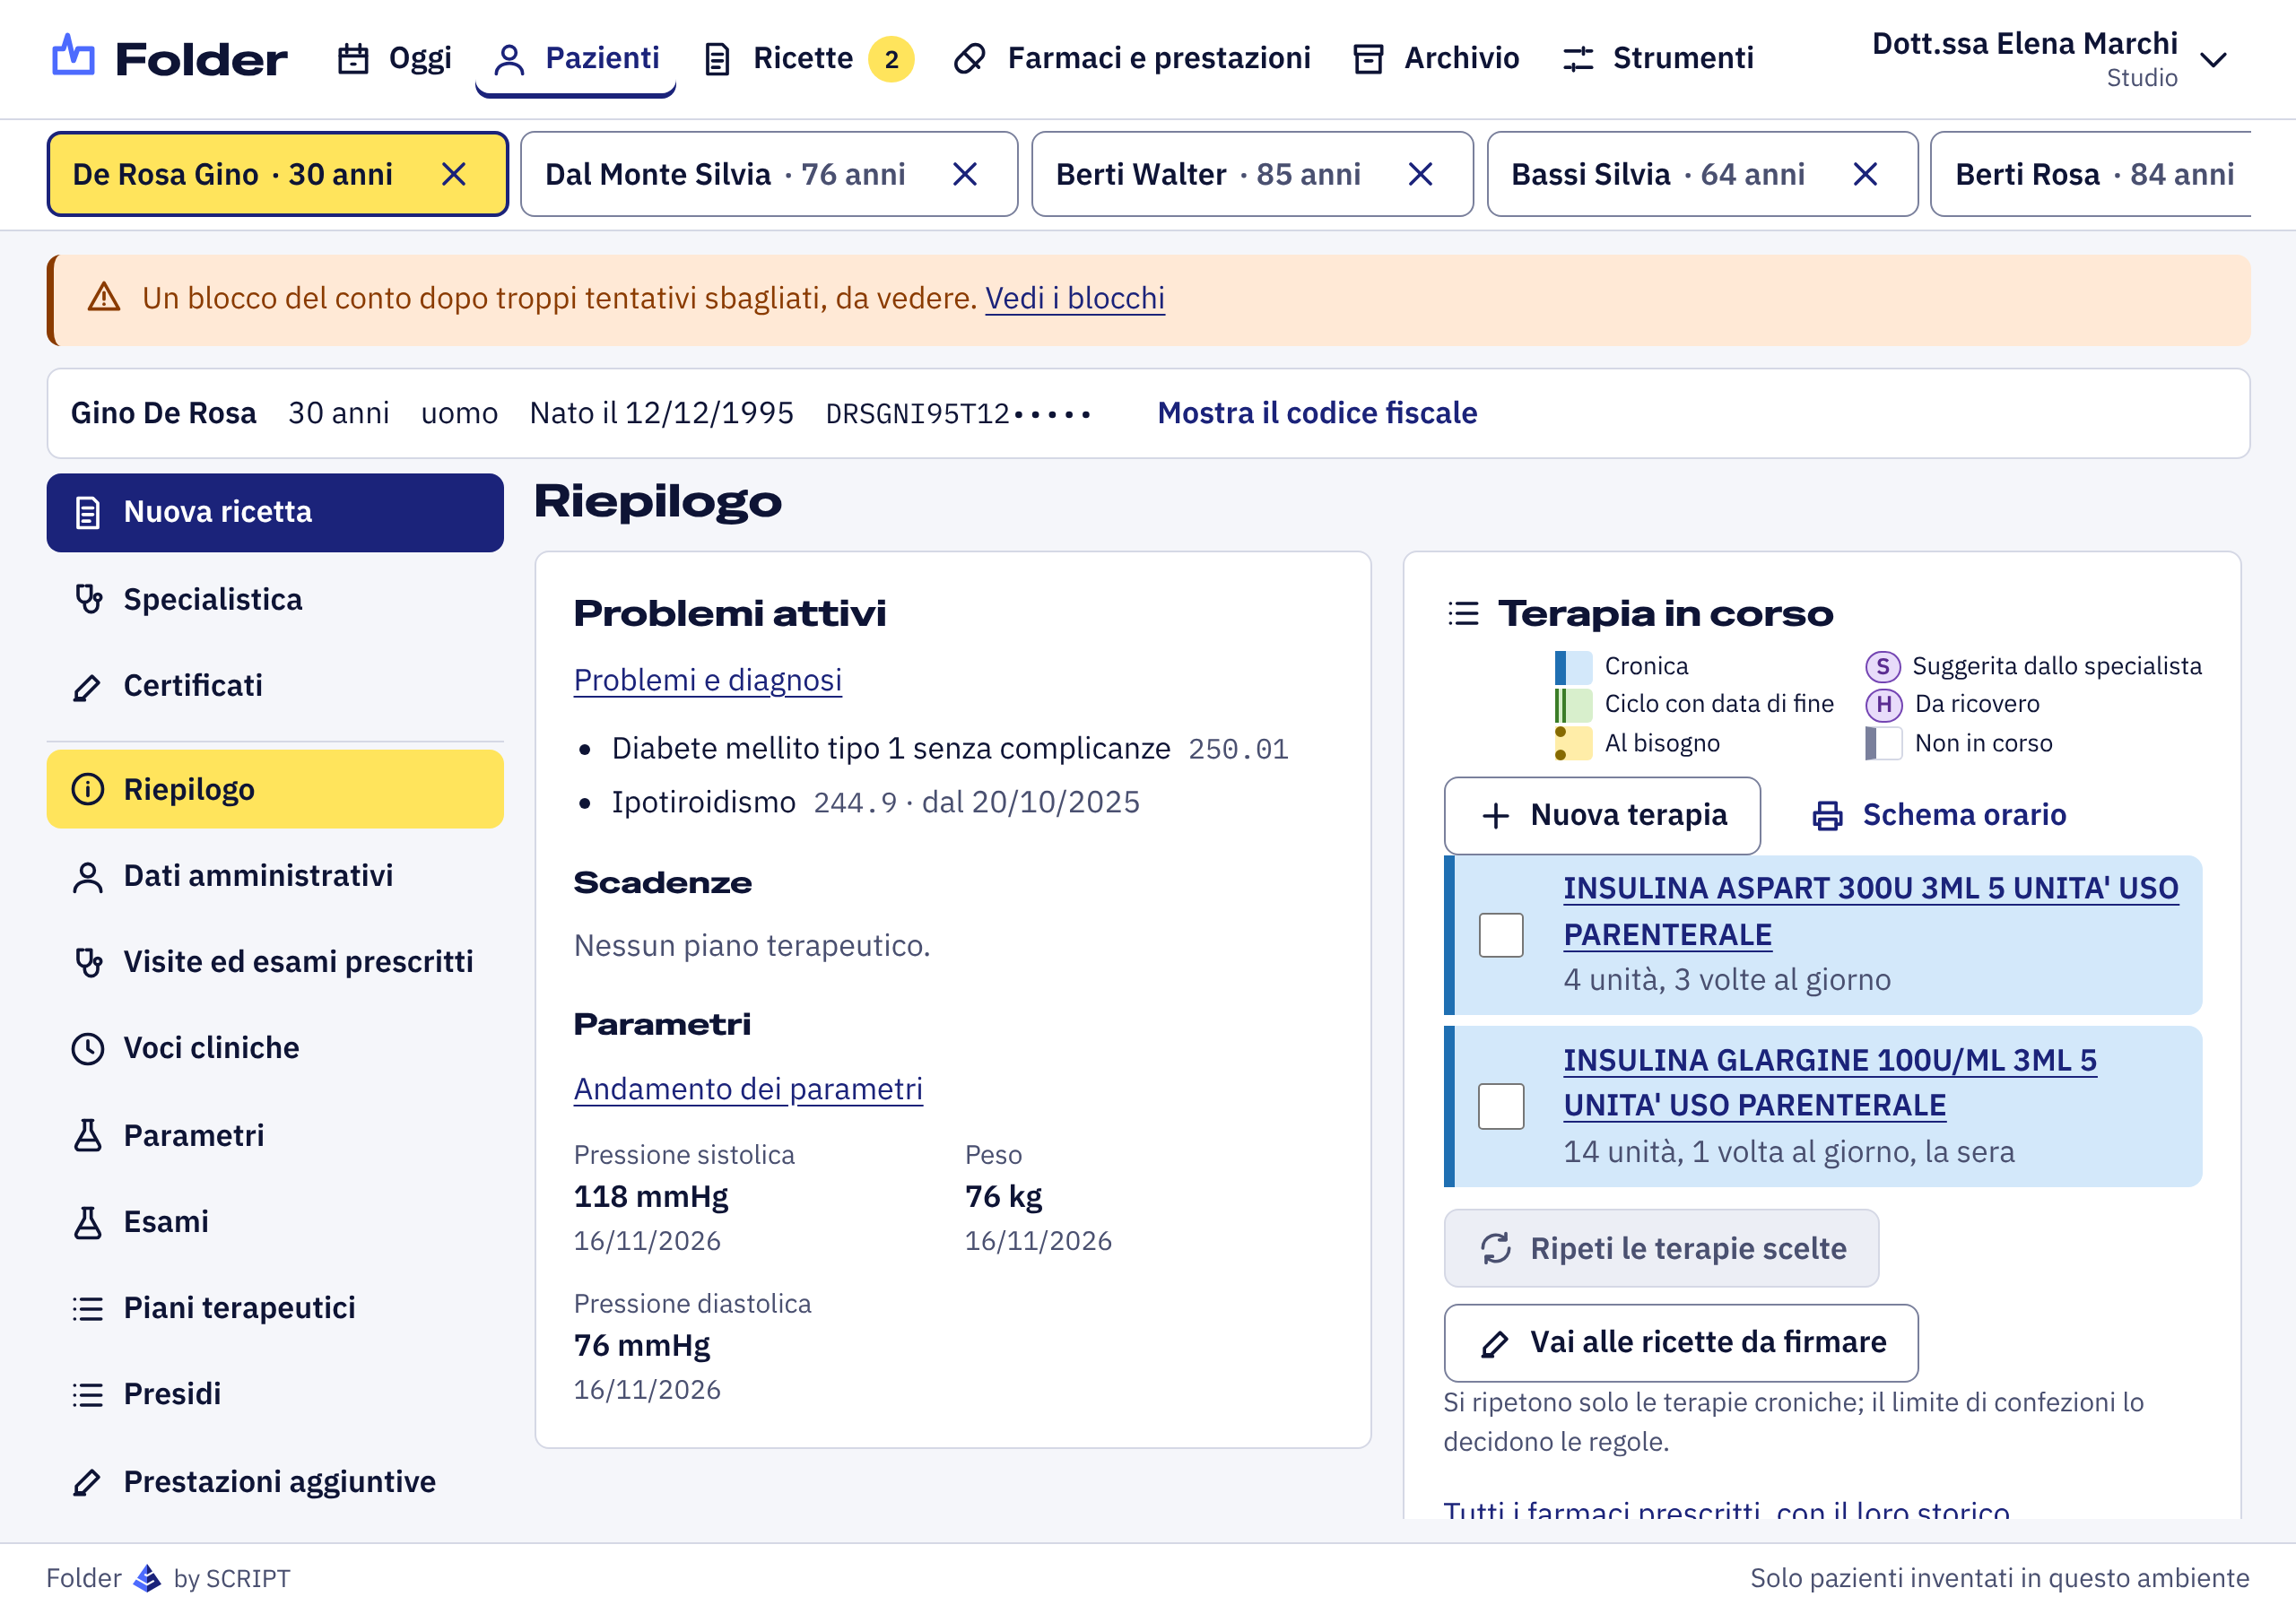 Folder
Oggi
Pazienti
Ricette 2
Farmaci e prestazioni
Archivio
Strumenti
Dott.ssa Elena Marchi
Studio
De Rosa Gino · 30 anni
Dal Monte Silvia · 76 anni
Berti Walter · 85 anni
Bassi Silvia · 64 anni
Berti Rosa · 84 anni
Un blocco del conto dopo troppi tentativi sbagliati, da vedere. Vedi i blocchi
Gino De Rosa 30 anni uomo Nato il 12/12/1995 DRSGNI95T12••••• Mostra il codice fiscale
Nuova ricetta
Specialistica
Certificati
Riepilogo
Dati amministrativi
Visite ed esami prescritti
Voci cliniche
Parametri
Esami
Piani terapeutici
Presidi
Prestazioni aggiuntive
Riepilogo
Problemi attivi
Problemi e diagnosi
• Diabete mellito tipo 1 senza complicanze 250.01
• Ipotiroidismo 244.9 · dal 20/10/2025
Scadenze
Nessun piano terapeutico.
Parametri
Andamento dei parametri
Pressione sistolica
118 mmHg
16/11/2026
Peso
76 kg
16/11/2026
Pressione diastolica
76 mmHg
16/11/2026
Terapia in corso
Cronica
Ciclo con data di fine
Al bisogno
S Suggerita dallo specialista
H Da ricovero
Non in corso
Nuova terapia
Schema orario
INSULINA ASPART 300U 3ML 5 UNITA' USO
PARENTERALE
4 unità, 3 volte al giorno
INSULINA GLARGINE 100U/ML 3ML 5
UNITA' USO PARENTERALE
14 unità, 1 volta al giorno, la sera
Ripeti le terapie scelte
Vai alle ricette da firmare
Si ripetono solo le terapie croniche; il limite di confezioni lo
decidono le regole.
Tutti i farmaci prescritti, con il loro storico
Folder by SCRIPT
Solo pazienti inventati in questo ambiente